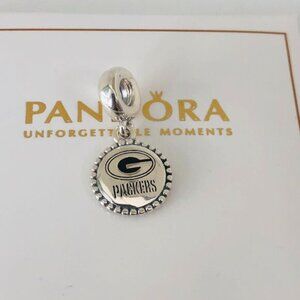 PANDORA
UNFORGETTABLE MOMENTS
G
PACKERS